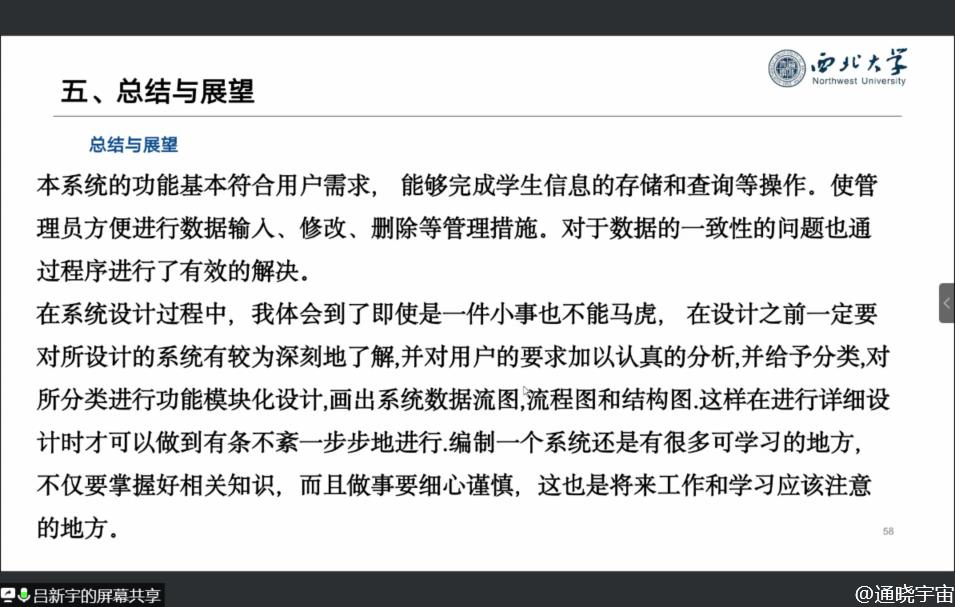 西北大学
Northwest University
五、总结与展望
总结与展望
本系统的功能基本符合用户需求， 能够完成学生信息的存储和查询等操作。使管
理员方便进行数据输入、修改、删除等管理措施。对于数据的一致性的问题也通
过程序进行了有效的解决。
在系统设计过程中，我体会到了即使是一件小事也不能马虎， 在设计之前一定要
对所设计的系统有较为深刻地了解,并对用户的要求加以认真的分析,并给予分类,对
所分类进行功能模块化设计,画出系统数据流图,流程图和结构图.这样在进行详细设
计时才可以做到有条不紊一步步地进行.编制一个系统还是有很多可学习的地方，
不仅要掌握好相关知识，而且做事要细心谨慎，这也是将来工作和学习应该注意
的地方。
58
吕新宇的屏幕共享
@通晓宇宙